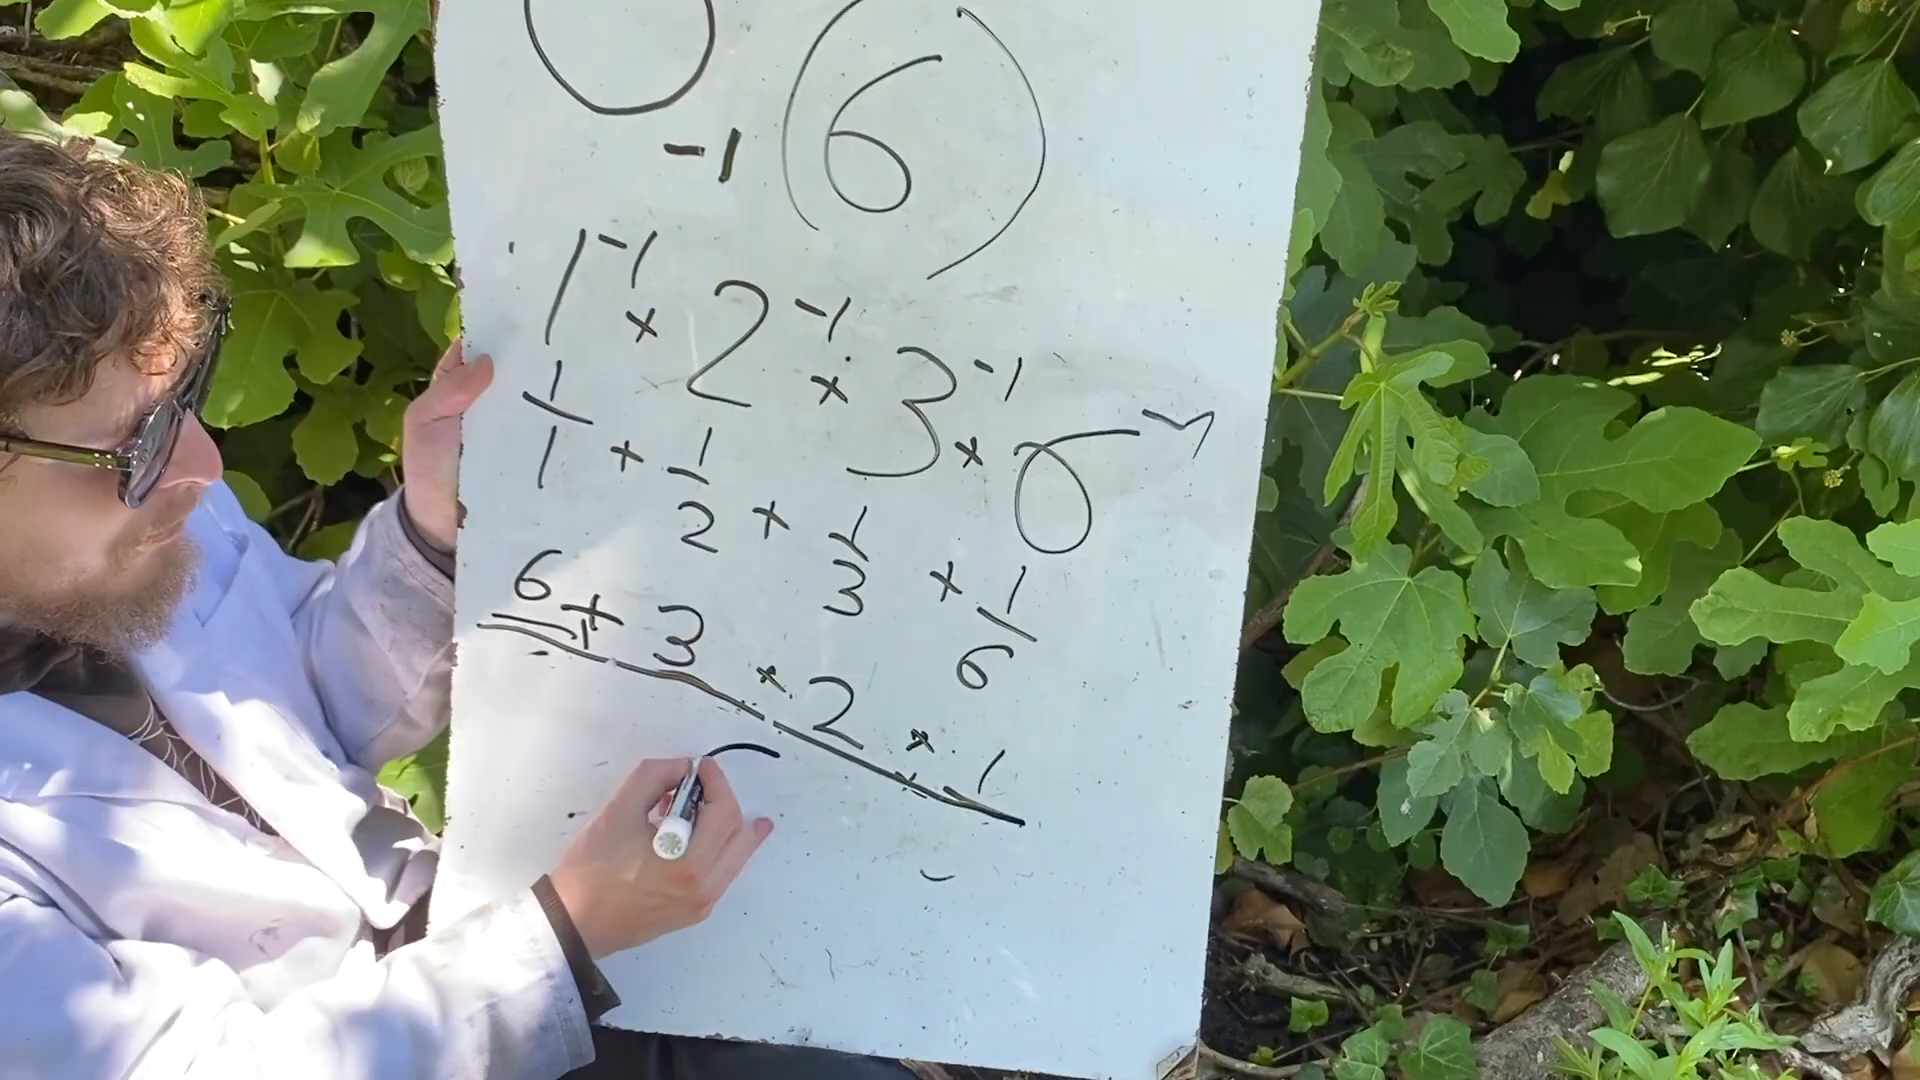 -1 (6)
1⁻¹ + 2⁻¹ + 3⁻¹ + 6⁻¹
1/1 + 1/2 + 1/3 + 1/6
6 + 3 + 2 + 1